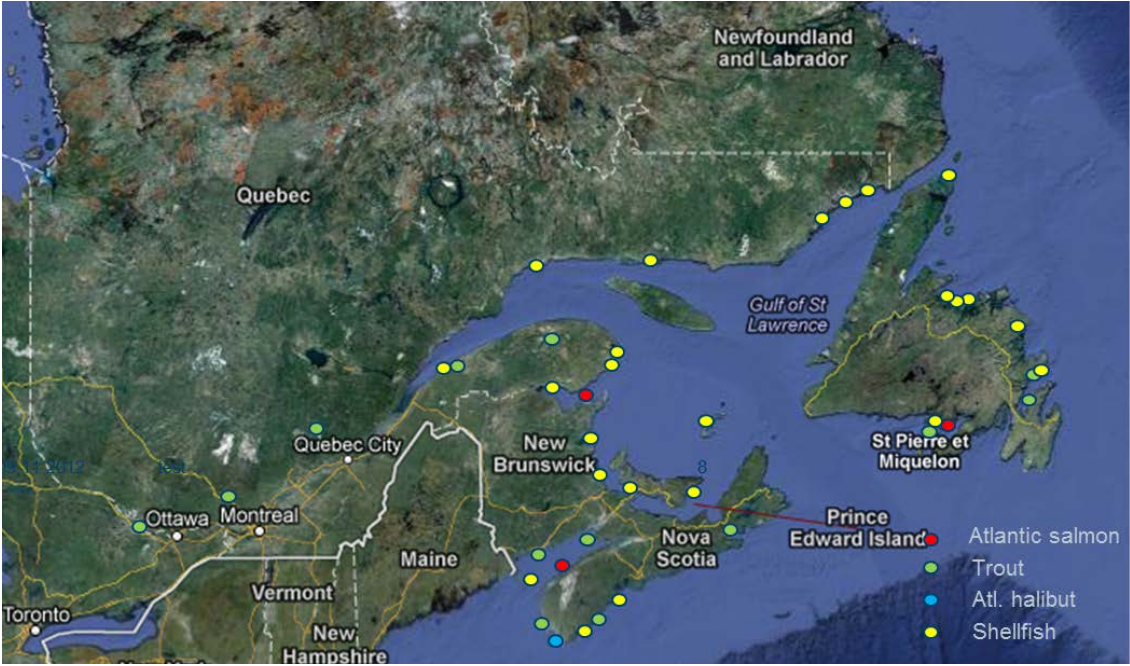 Newfoundland
and Labrador
Quebec
Gulf of St
Lawrence
Quebec City
New
Brunswick
St Pierre et
Miquelon
8
Ottawa
Montreal
Prince
Edward Island
Nova
Scotia
Maine
Vermont
Toronto
New
Hampshire
Atlantic salmon
Trout
Atl. halibut
Shellfish